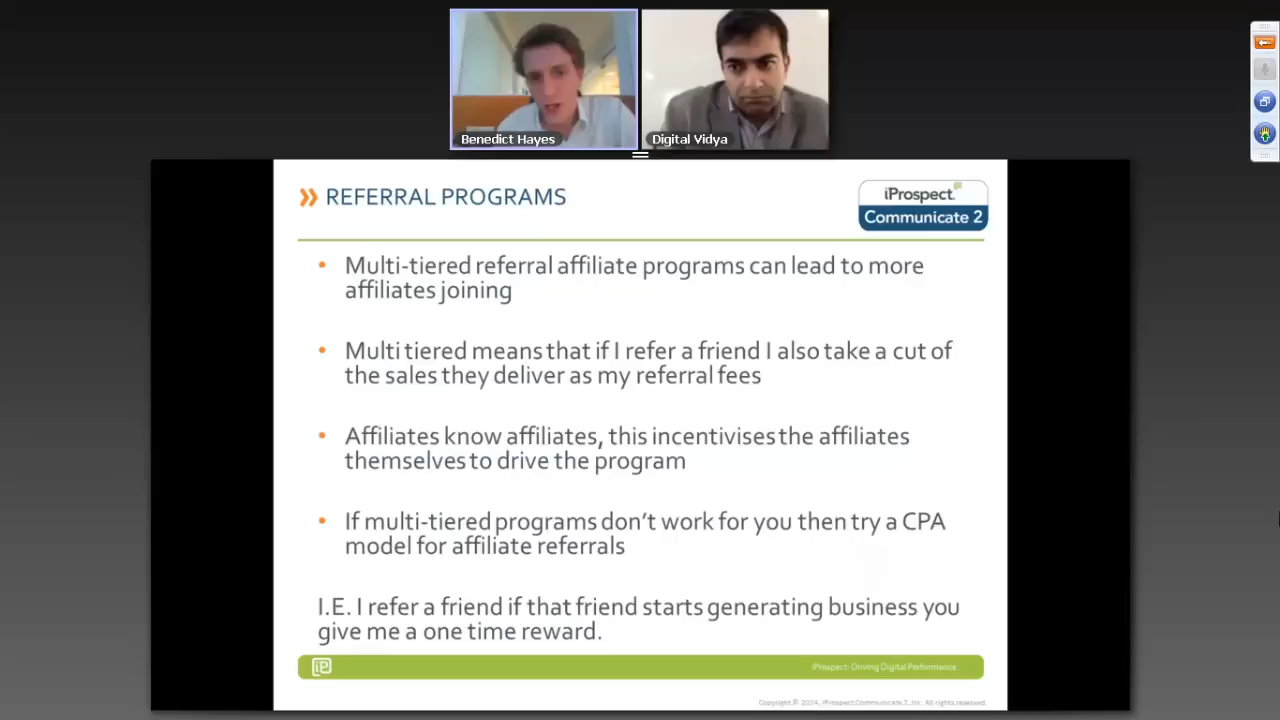 Benedict Hayes
Digital Vidya
REFERRAL PROGRAMS
iProspect.
Communicate 2
• Multi-tiered referral affiliate programs can lead to more
affiliates joining
• Multi tiered means that if I refer a friend I also take a cut of
the sales they deliver as my referral fees
• Affiliates know affiliates, this incentivises the affiliates
themselves to drive the program
• If multi-tiered programs don't work for you then try a CPA
model for affiliate referrals
I.E. I refer a friend if that friend starts generating business you
give me a one time reward.
iP
iProspect: Driving Digital Performance
Copyright © 2014, iProspect Communicate 2, Inc. All rights reserved.